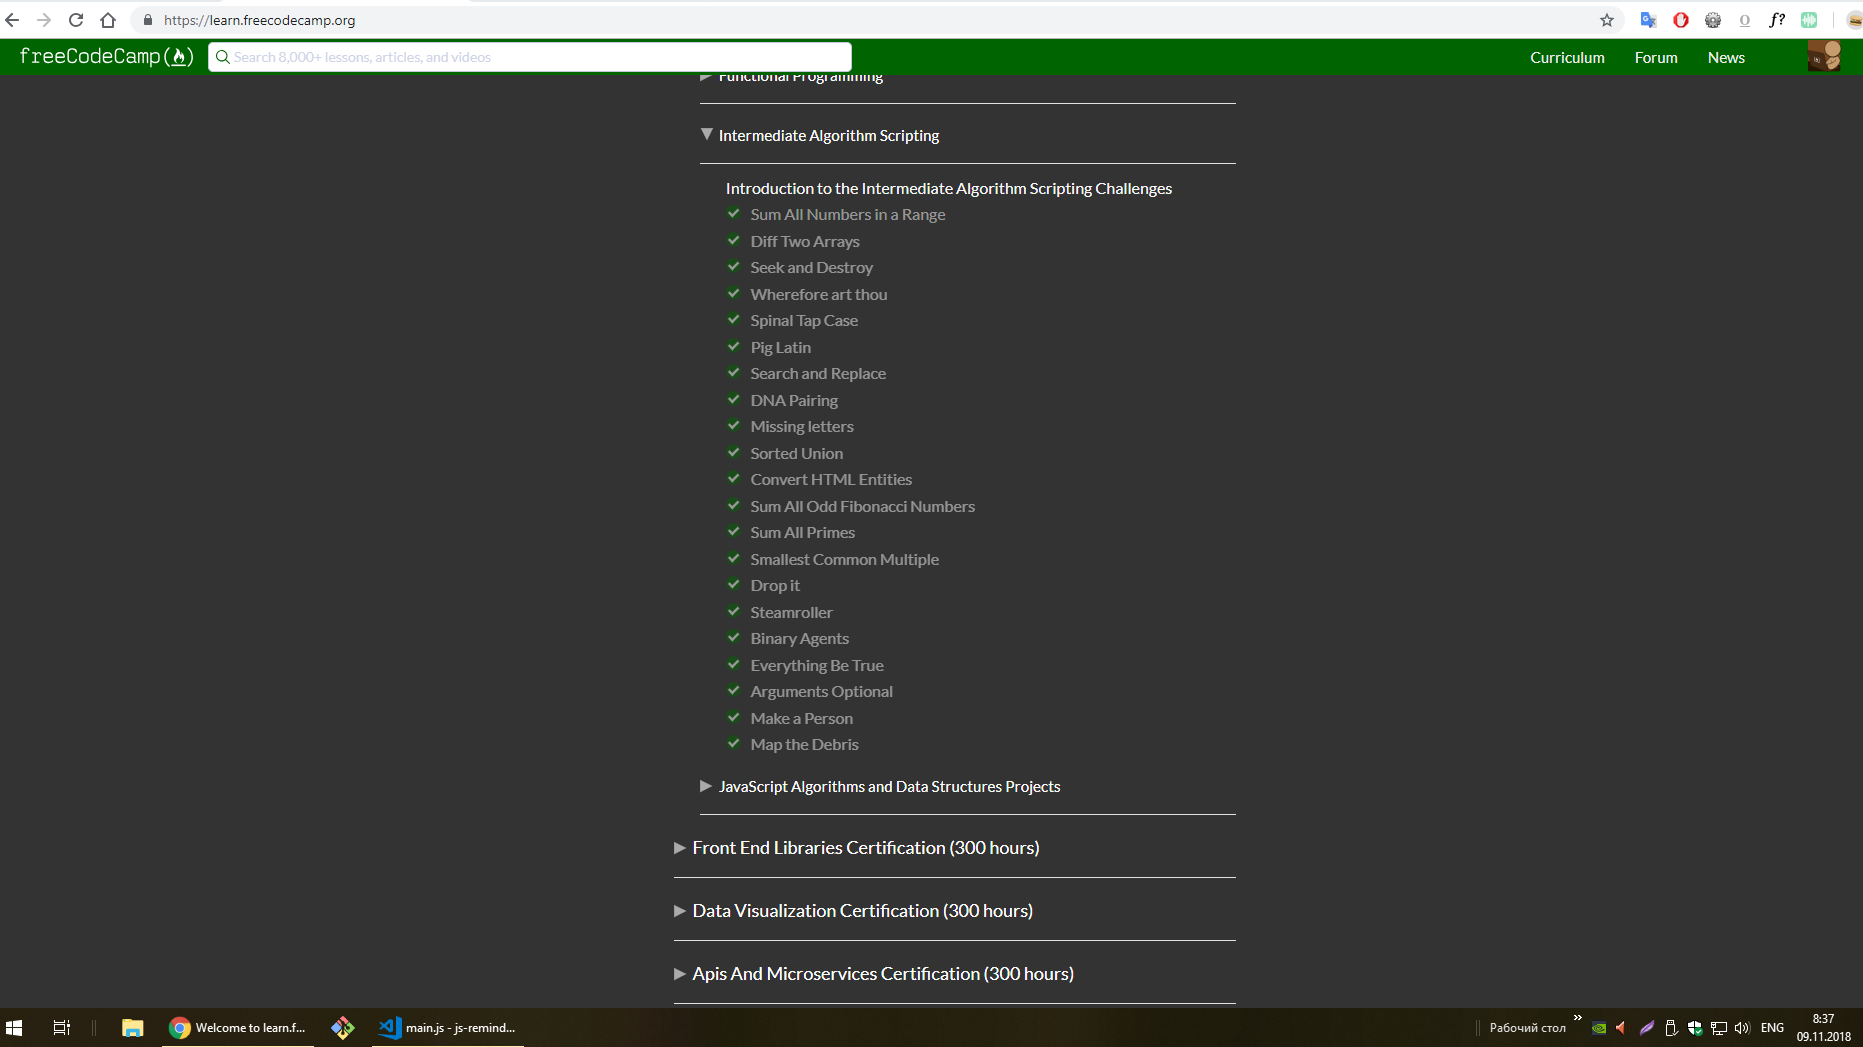 https://learn.freecodecamp.org
f?
freeCodeCamp
Search 8,000+ lessons, articles, and videos
Curriculum
Forum
News
Functional Programming
Intermediate Algorithm Scripting
Introduction to the Intermediate Algorithm Scripting Challenges
Sum All Numbers in a Range
Diff Two Arrays
Seek and Destroy
Wherefore art thou
Spinal Tap Case
Pig Latin
Search and Replace
DNA Pairing
Missing letters
Sorted Union
Convert HTML Entities
Sum All Odd Fibonacci Numbers
Sum All Primes
Smallest Common Multiple
Drop it
Steamroller
Binary Agents
Everything Be True
Arguments Optional
Make a Person
Map the Debris
JavaScript Algorithms and Data Structures Projects
Front End Libraries Certification (300 hours)
Data Visualization Certification (300 hours)
Apis And Microservices Certification (300 hours)
Welcome to learn.f...
main.js - js-remind...
Рабочий стол
ENG
8:37
09.11.2018